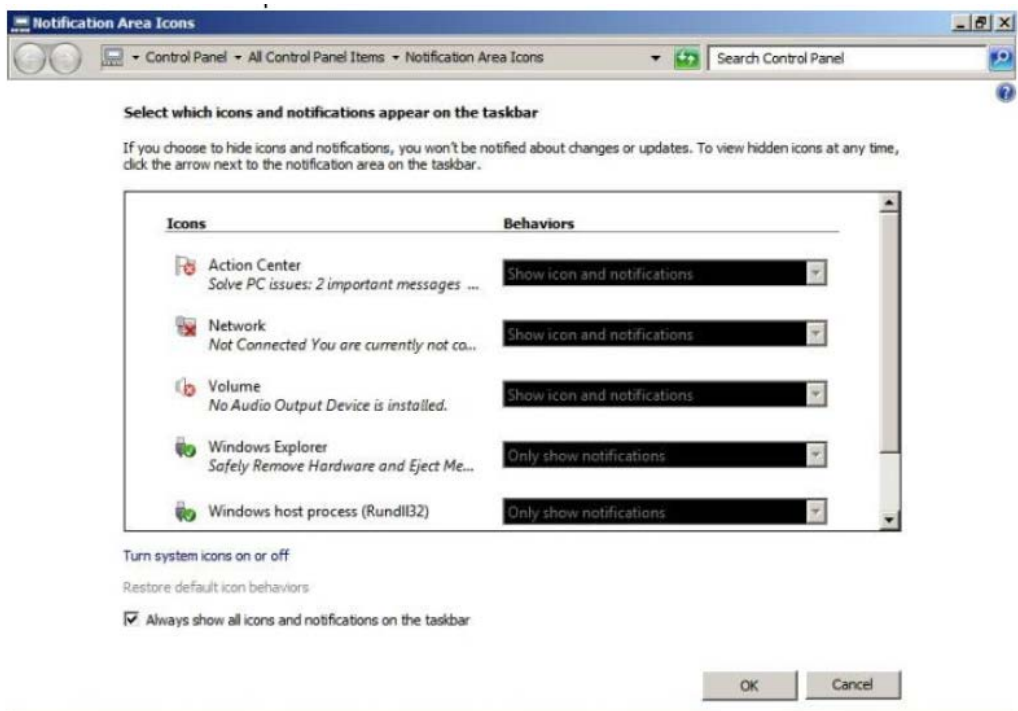 Notification Area Icons
Control Panel All Control Panel Items Notification Area Icons Search Control Panel
Select which icons and notifications appear on the taskbar
If you choose to hide icons and notifications, you won't be notified about changes or updates. To view hidden icons at any time,
click the arrow next to the notification area on the taskbar.
Icons Behaviors
Action Center Show icon and notifications
Solve PC issues: 2 important messages ...
Network Show icon and notifications
Not Connected You are currently not co...
Volume Show icon and notifications
No Audio Output Device is installed.
Windows Explorer Only show notifications
Safely Remove Hardware and Eject Me...
Windows host process (Rundll32) Only show notifications
Turn system icons on or off
Restore default icon behaviors
Always show all icons and notifications on the taskbar
OK Cancel